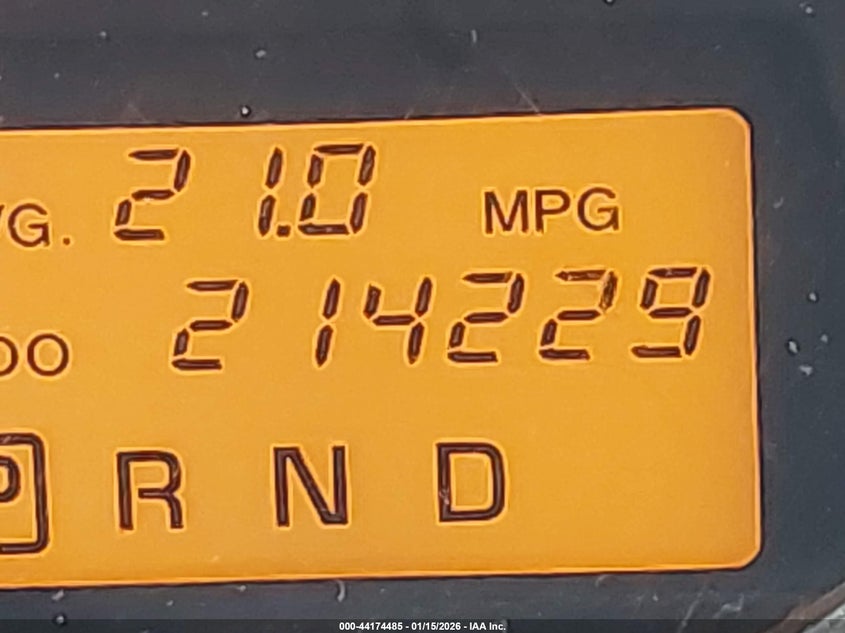 VG. 21.0 MPG
DO 214229
P R N D
000-44174485 - 01/15/2026 - IAA Inc.